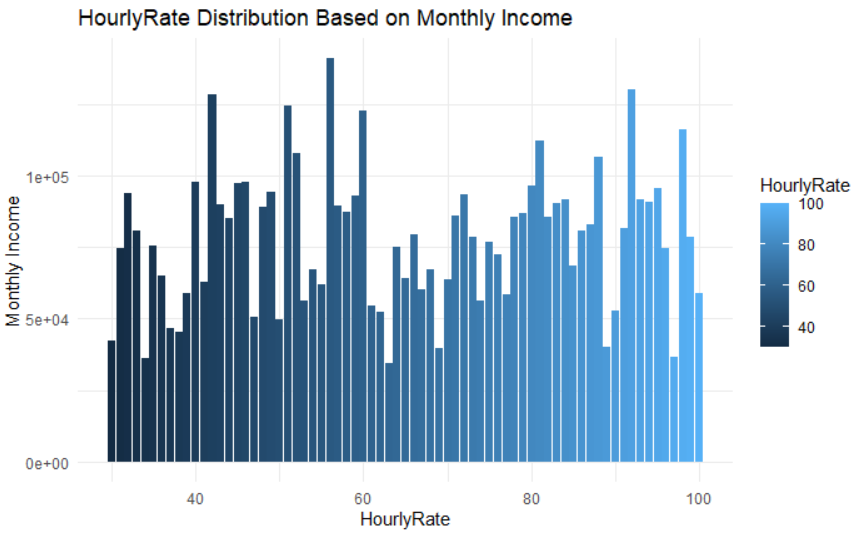 HourlyRate Distribution Based on Monthly Income
Monthly Income
1e+05
5e+04
0e+00
40
60
80
100
HourlyRate
HourlyRate
100
80
60
40